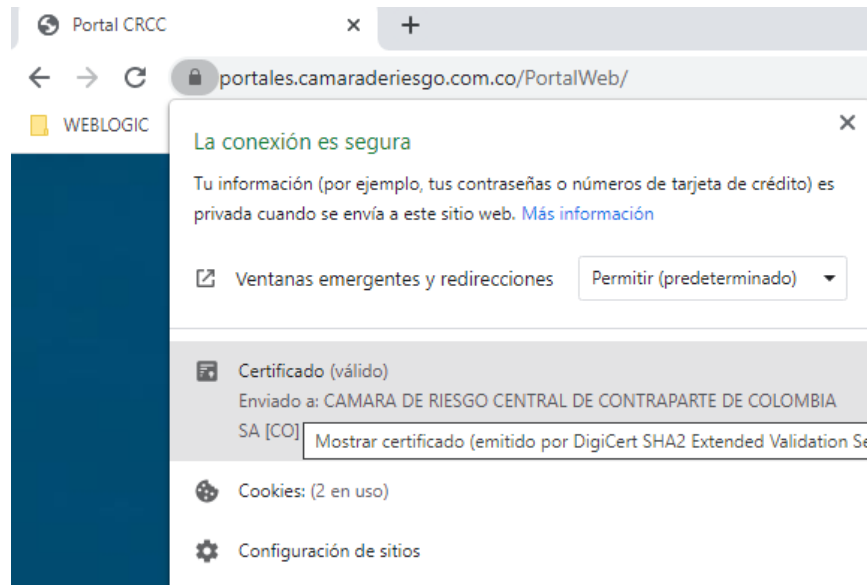 Portal CRCC
portales.camaraderiesgo.com.co/PortalWeb/
WEBLOGIC
La conexión es segura
Tu información (por ejemplo, tus contraseñas o números de tarjeta de crédito) es
privada cuando se envía a este sitio web. Más información
Ventanas emergentes y redirecciones Permitir (predeterminado)
Certificado (válido)
Enviado a: CAMARA DE RIESGO CENTRAL DE CONTRAPARTE DE COLOMBIA
SA [CO]
Mostrar certificado (emitido por DigiCert SHA2 Extended Validation Se
Cookies: (2 en uso)
Configuración de sitios